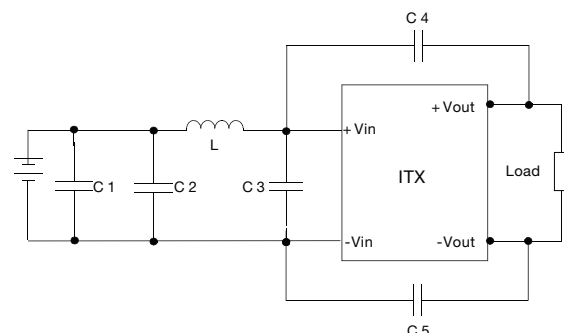 C 4
+ Vout
+ Vin
L
C 1
C 2
C 3
ITX
Load
-Vin
-Vout
C 5